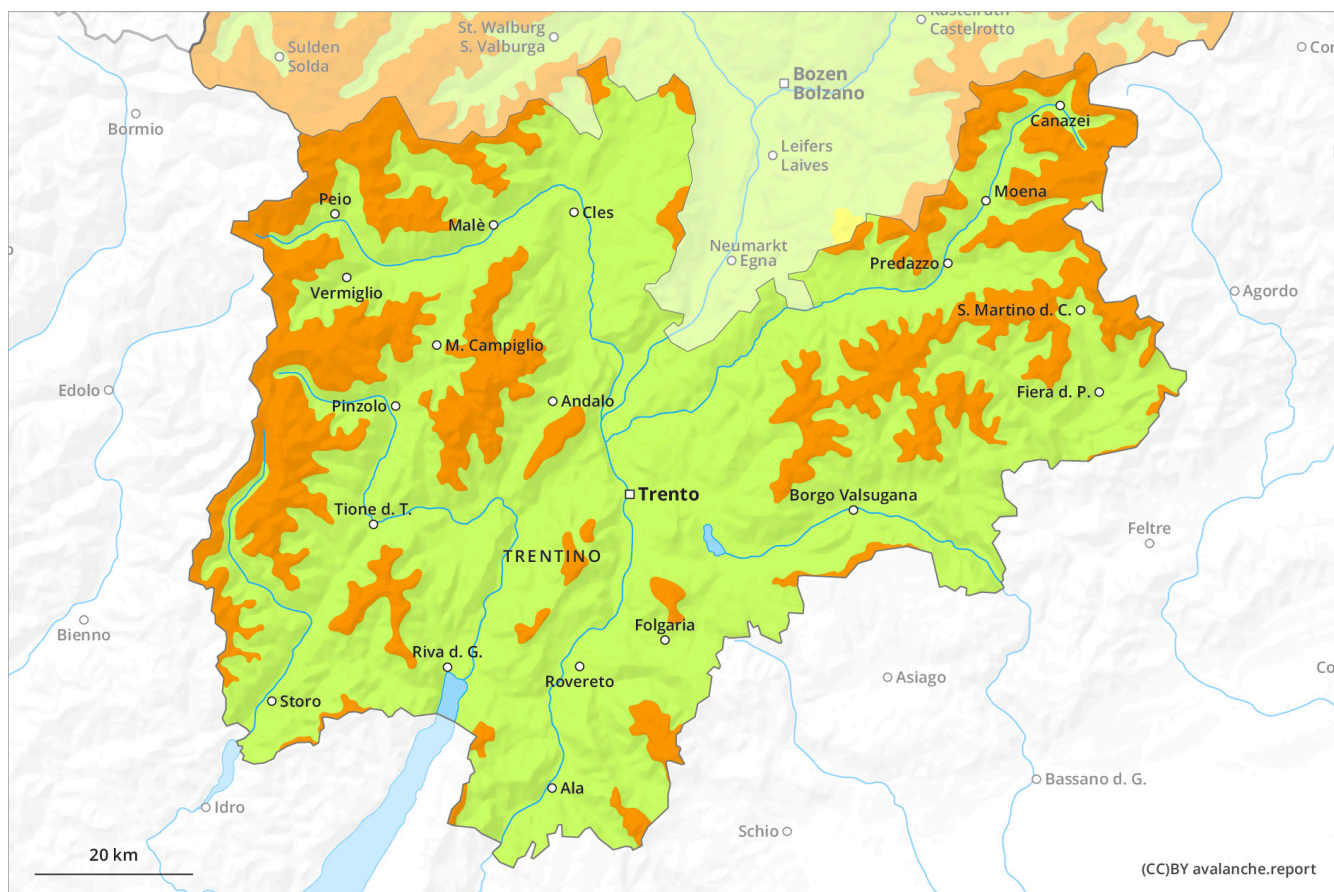 St. Walburg
S. Valburga
Castelrotto
Sulden
Solda
Bozen
Bolzano
Bormio
Canazei
Leifers
Laives
Peio
Malè
Cles
Moena
Neumarkt
Egna
Predazzo
Vermiglio
Agordo
S. Martino d. C.
M. Campiglio
Edolo
Pinzolo
Andalo
Fiera d. P.
Trento
Borgo Valsugana
Tione d. T.
Feltre
TRENTINO
Bienno
Folgaria
Riva d. G.
Rovereto
Asiago
Storo
Ala
Bassano d. G.
Idro
Schio
20 km
(CC)BY avalanche.report